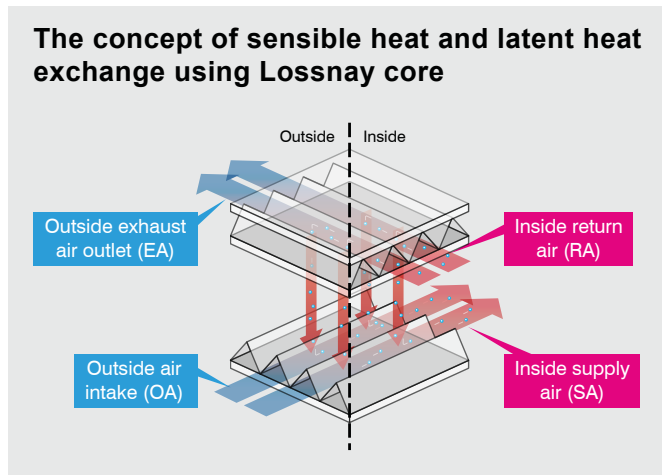 The concept of sensible heat and latent heat
exchange using Lossnay core
Outside
Inside
Outside exhaust
air outlet (EA)
Inside return
air (RA)
Outside air
intake (OA)
Inside supply
air (SA)